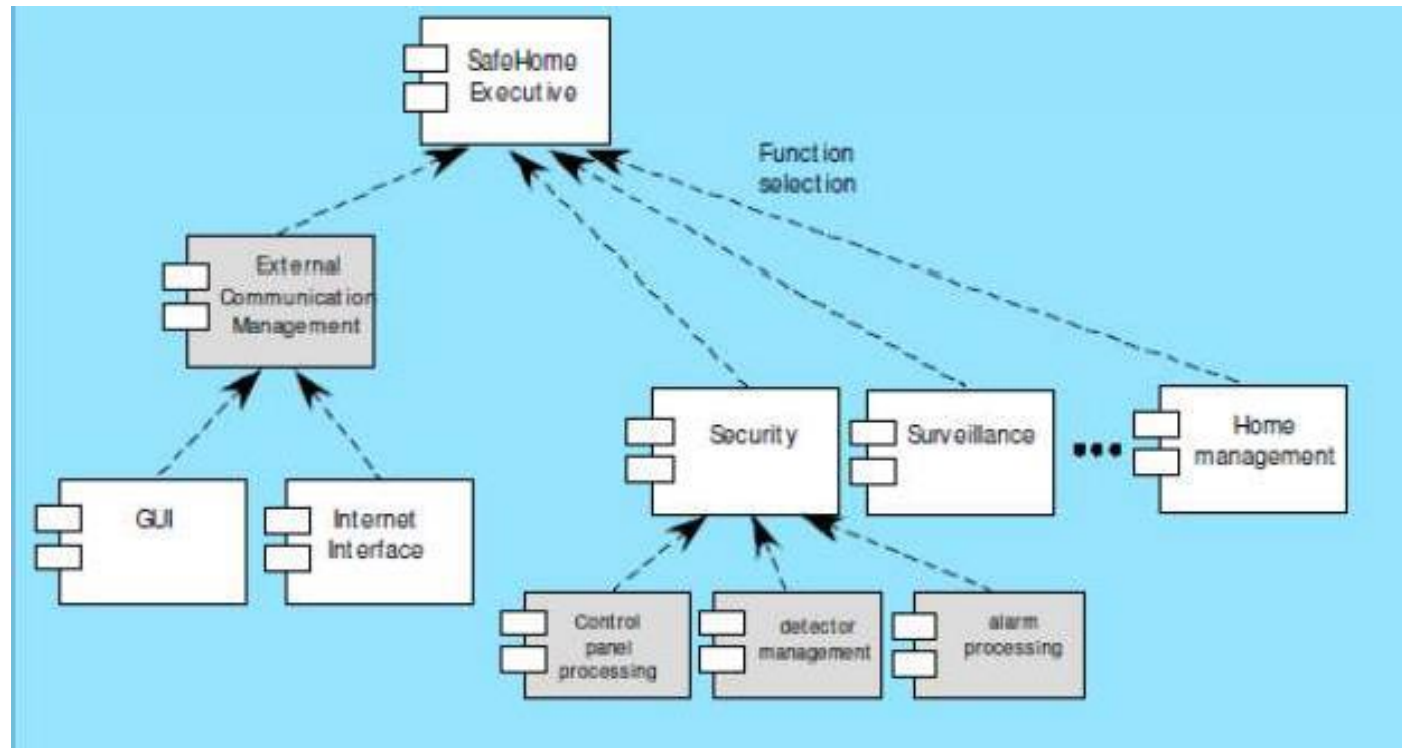 SafeHome
Executive
Function
selection
External
Communication
Management
Security
Surveillance
Home
management
GUI
Internet
Interface
Control
panel
processing
detector
management
alarm
processing